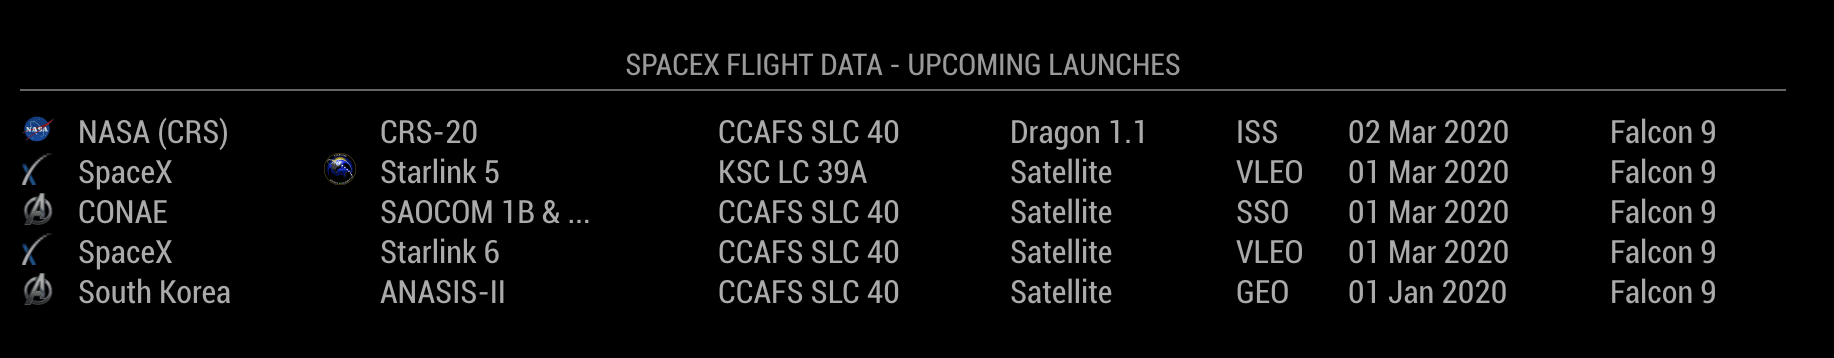 SPACEX FLIGHT DATA - UPCOMING LAUNCHES
NASA NASA (CRS) CRS-20 CCAFS SLC 40 Dragon 1.1 ISS 02 Mar 2020 Falcon 9
SpaceX Starlink 5 KSC LC 39A Satellite VLEO 01 Mar 2020 Falcon 9
CONAE SAOCOM 1B & ... CCAFS SLC 40 Satellite SSO 01 Mar 2020 Falcon 9
SpaceX Starlink 6 CCAFS SLC 40 Satellite VLEO 01 Mar 2020 Falcon 9
South Korea ANASIS-II CCAFS SLC 40 Satellite GEO 01 Jan 2020 Falcon 9